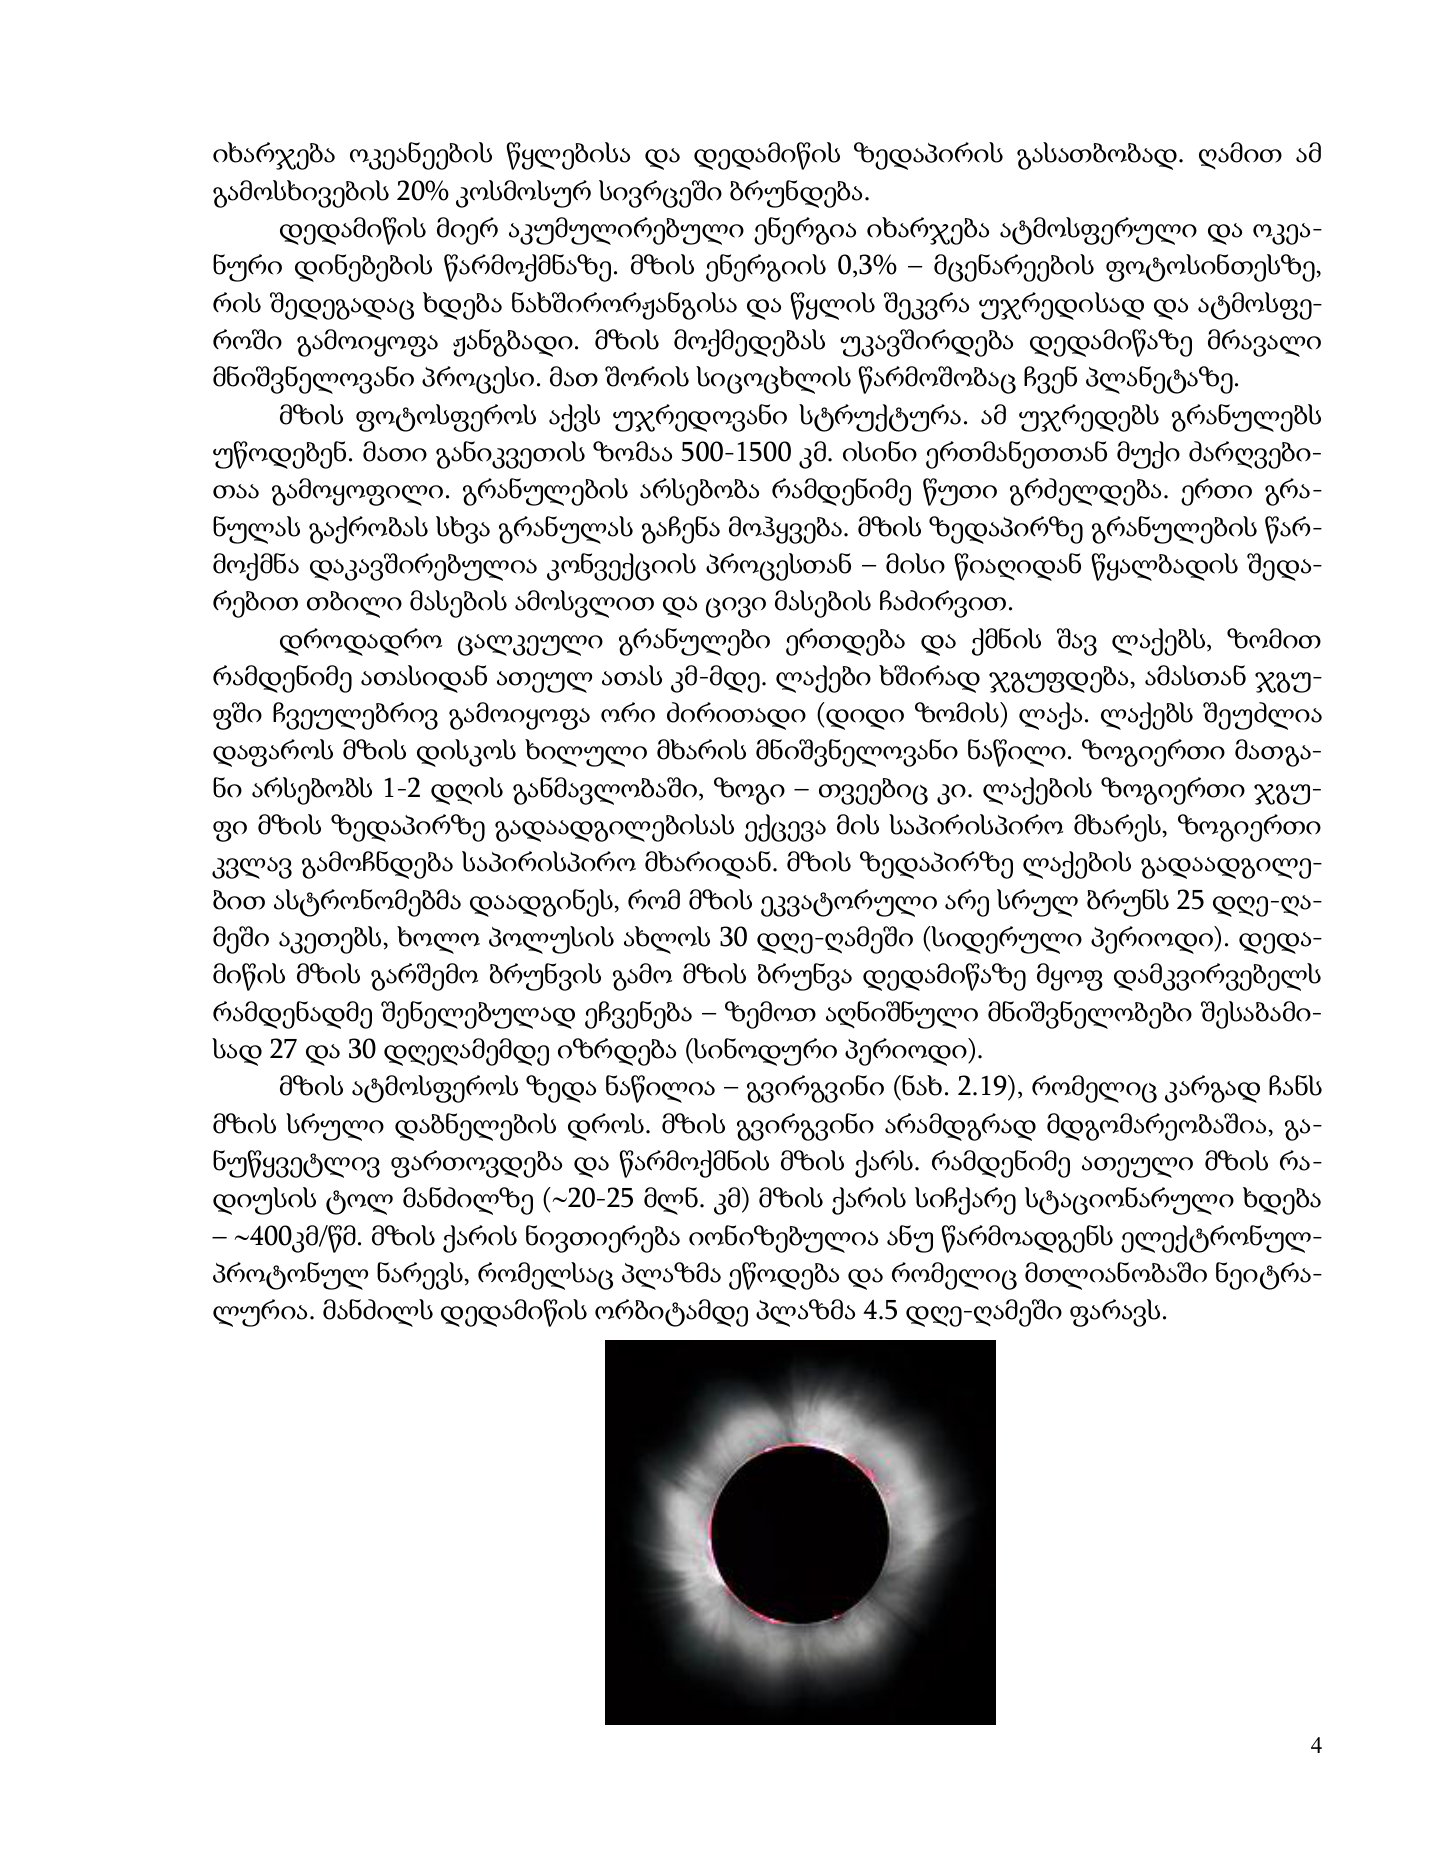 იხარჯება ოკეანეების წყლებისა და დედამიწის ზედაპირის გასათბობად. ღამით ამ
გამოსხივების 20% კოსმოსურ სივრცეში ბრუნდება.
დედამიწის მიერ აკუმულირებული ენერგია იხარჯება ატმოსფერული და ოკეა-
ნური დინებების წარმოქმნაზე. მზის ენერგიის 0,3% – მცენარეების ფოტოსინთესზე,
რის შედეგადაც ხდება ნახშირორჟანგისა და წყლის შეკვრა უჯრედისად და ატმოსფე-
როში გამოიყოფა ჟანგბადი. მზის მოქმედებას უკავშირდება დედამიწაზე მრავალი
მნიშვნელოვანი პროცესი. მათ შორის სიცოცხლის წარმოშობაც ჩვენ პლანეტაზე.
მზის ფოტოსფეროს აქვს უჯრედოვანი სტრუქტურა. ამ უჯრედებს გრანულებს
უწოდებენ. მათი განიკვეთის ზომაა 500-1500 კმ. ისინი ერთმანეთთან მუქი ძარღვები-
თაა გამოყოფილი. გრანულების არსებობა რამდენიმე წუთი გრძელდება. ერთი გრა-
ნულას გაქრობას სხვა გრანულას გაჩენა მოჰყვება. მზის ზედაპირზე გრანულების წარ-
მოქმნა დაკავშირებულია კონვექციის პროცესთან – მისი წიაღიდან წყალბადის შედა-
რებით თბილი მასების ამოსვლით და ცივი მასების ჩაძირვით.
დროდადრო ცალკეული გრანულები ერთდება და ქმნის შავ ლაქებს, ზომით
რამდენიმე ათასიდან ათეულ ათას კმ-მდე. ლაქები ხშირად ჯგუფდება, ამასთან ჯგუ-
ფში ჩვეულებრივ გამოიყოფა ორი ძირითადი (დიდი ზომის) ლაქა. ლაქებს შეუძლია
დაფაროს მზის დისკოს ხილული მხარის მნიშვნელოვანი ნაწილი. ზოგიერთი მათგა-
ნი არსებობს 1-2 დღის განმავლობაში, ზოგი – თვეებიც კი. ლაქების ზოგიერთი ჯგუ-
ფი მზის ზედაპირზე გადაადგილებისას ექცევა მის საპირისპირო მხარეს, ზოგიერთი
კვლავ გამოჩნდება საპირისპირო მხარიდან. მზის ზედაპირზე ლაქების გადაადგილე-
ბით ასტრონომებმა დაადგინეს, რომ მზის ეკვატორული არე სრულ ბრუნს 25 დღე-ღა-
მეში აკეთებს, ხოლო პოლუსის ახლოს 30 დღე-ღამეში (სიდერული პერიოდი). დედა-
მიწის მზის გარშემო ბრუნვის გამო მზის ბრუნვა დედამიწაზე მყოფ დამკვირვებელს
რამდენადმე შენელებულად ეჩვენება – ზემოთ აღნიშნული მნიშვნელობები შესაბამი-
სად 27 და 30 დღეღამემდე იზრდება (სინოდური პერიოდი).
მზის ატმოსფეროს ზედა ნაწილია – გვირგვინი (ნახ. 2.19), რომელიც კარგად ჩანს
მზის სრული დაბნელების დროს. მზის გვირგვინი არამდგრად მდგომარეობაშია, გა-
ნუწყვეტლივ ფართოვდება და წარმოქმნის მზის ქარს. რამდენიმე ათეული მზის რა-
დიუსის ტოლ მანძილზე (~20-25 მლნ. კმ) მზის ქარის სიჩქარე სტაციონარული ხდება
– ~400კმ/წმ. მზის ქარის ნივთიერება იონიზებულია ანუ წარმოადგენს ელექტრონულ-
პროტონულ ნარევს, რომელსაც პლაზმა ეწოდება და რომელიც მთლიანობაში ნეიტრა-
ლურია. მანძილს დედამიწის ორბიტამდე პლაზმა 4.5 დღე-ღამეში ფარავს.
4